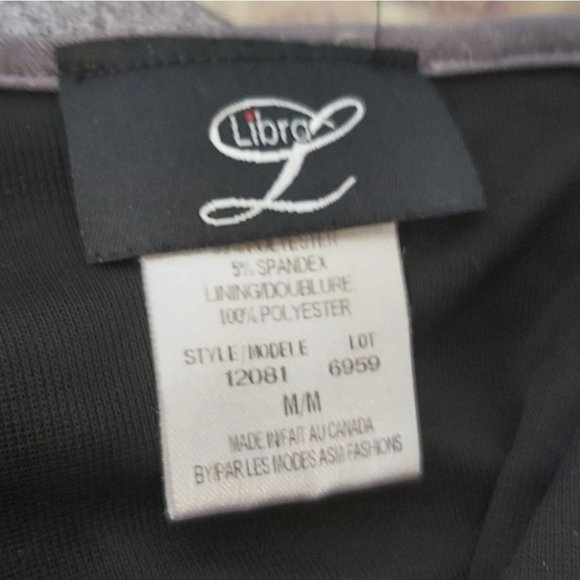 Libra
L
POLYESTER
5% SPANDEX
LINING/DOUBLURE
100% POLYESTER
STYLE/MODELE LOT
12081 6959
M/M
MADE IN/FAIT AU CANADA
BY/PAR LES MODES ASM FASHIONS